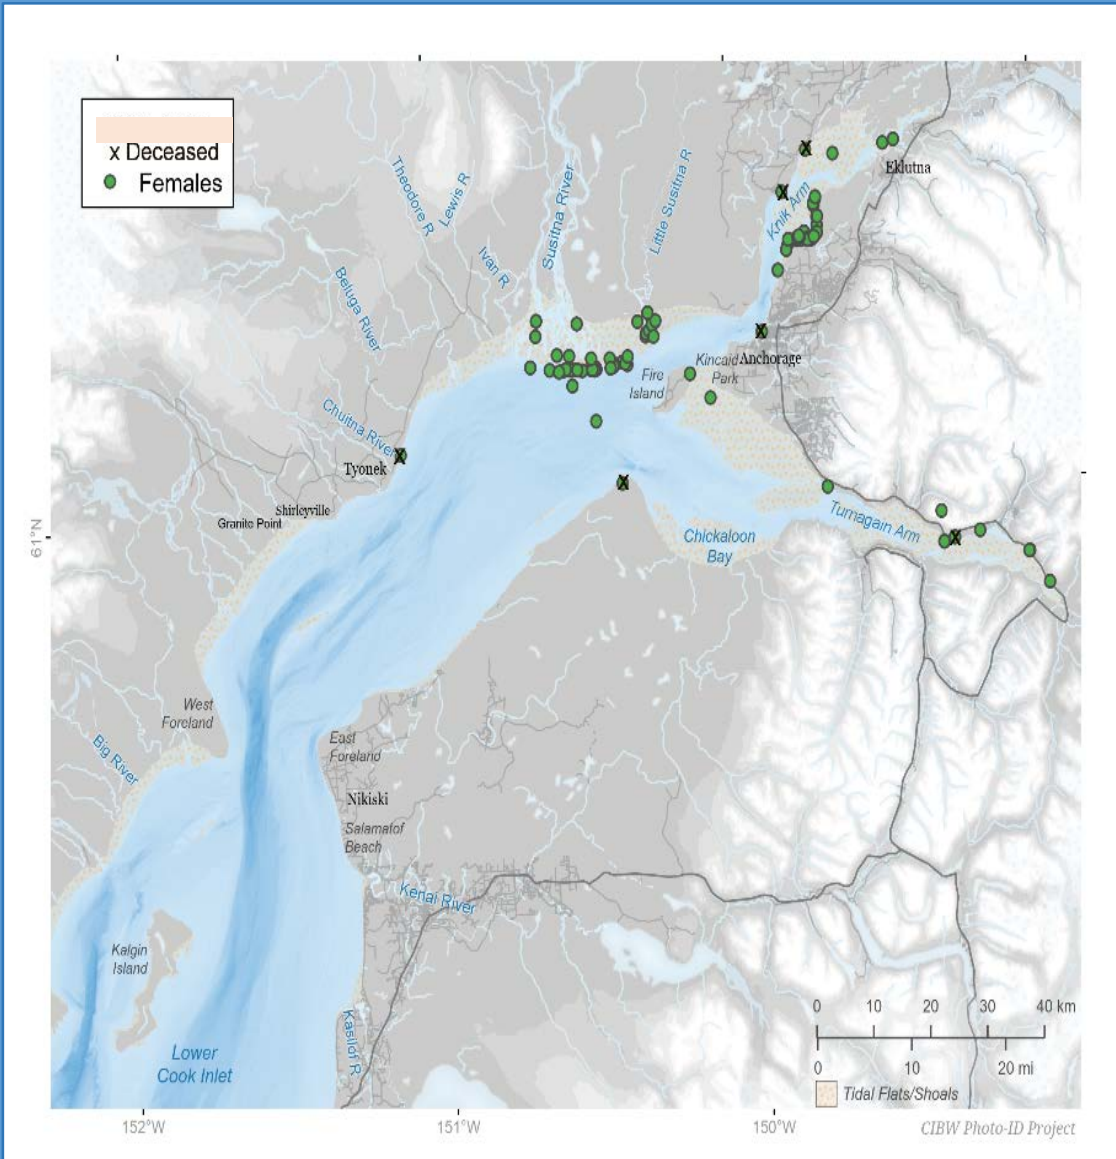 x Deceased
Females
Theodore R
Lewis R
Ivan R
Susitna River
Little Susitna R
Beluga River
Chuitna River
Knik Arm
Eklutna
Anchorage
Kincaid
Park
Fire
Island
Tyonek
Shirleyville
Granite Point
Turnagain Arm
Chickaloon
Bay
61°N
West
Foreland
Big River
East
Foreland
Nikiski
Salamatof
Beach
Kenai River
Kalgin
Island
Kasilof R
Lower
Cook Inlet
0 10 20 30 40 km
0 10 20 mi
Tidal Flats/Shoals
152°W 151°W 150°W
CIBW Photo-ID Project